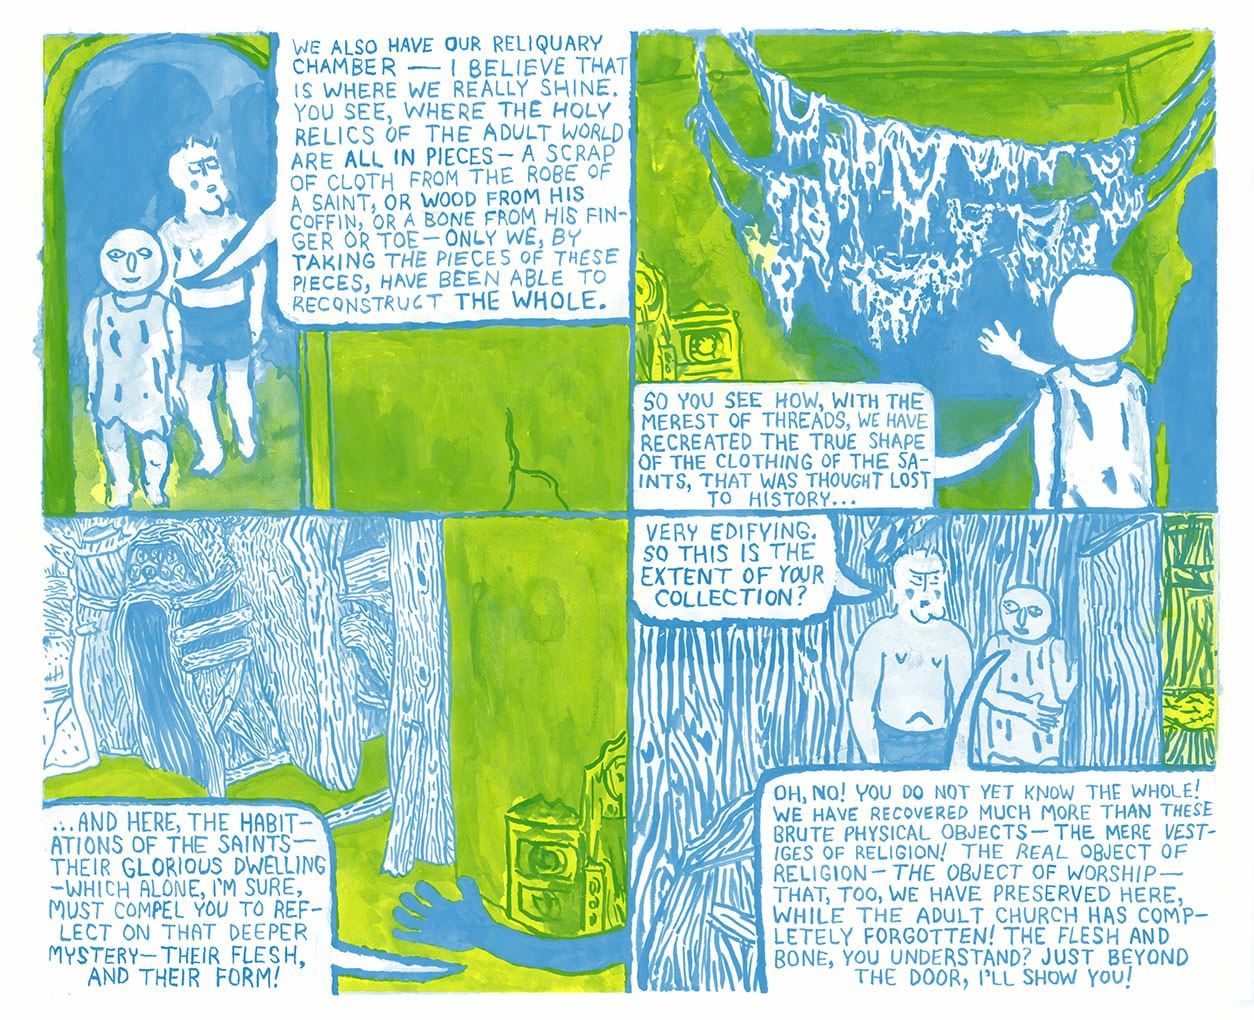 WE ALSO HAVE OUR RELIQUARY
CHAMBER — I BELIEVE THAT
IS WHERE WE REALLY SHINE.
YOU SEE, WHERE THE HOLY
RELICS OF THE ADULT WORLD
ARE ALL IN PIECES — A SCRAP
OF CLOTH FROM THE ROBE OF
A SAINT, OR WOOD FROM HIS
COFFIN, OR A BONE FROM HIS FIN-
GER OR TOE — ONLY WE, BY
TAKING THE PIECES OF THESE
PIECES, HAVE BEEN ABLE TO
RECONSTRUCT THE WHOLE.
SO YOU SEE HOW, WITH THE
MEREST OF THREADS, WE HAVE
RECREATED THE TRUE SHAPE
OF THE CLOTHING OF THE SA-
INTS, THAT WAS THOUGHT LOST
TO HISTORY...
...AND HERE, THE HABIT-
ATIONS OF THE SAINTS—
THEIR GLORIOUS DWELLING
—WHICH ALONE, I'M SURE,
MUST COMPEL YOU TO REF-
LECT ON THAT DEEPER
MYSTERY — THEIR FLESH,
AND THEIR FORM!
VERY EDIFYING.
SO THIS IS THE
EXTENT OF YOUR
COLLECTION?
OH, NO! YOU DO NOT YET KNOW THE WHOLE!
WE HAVE RECOVERED MUCH MORE THAN THESE
BRUTE PHYSICAL OBJECTS — THE MERE VEST-
IGES OF RELIGION! THE REAL OBJECT OF
RELIGION — THE OBJECT OF WORSHIP —
THAT, TOO, WE HAVE PRESERVED HERE,
WHILE THE ADULT CHURCH HAS COMP-
LETELY FORGOTTEN! THE FLESH AND
BONE, YOU UNDERSTAND? JUST BEYOND
THE DOOR, I'LL SHOW YOU!